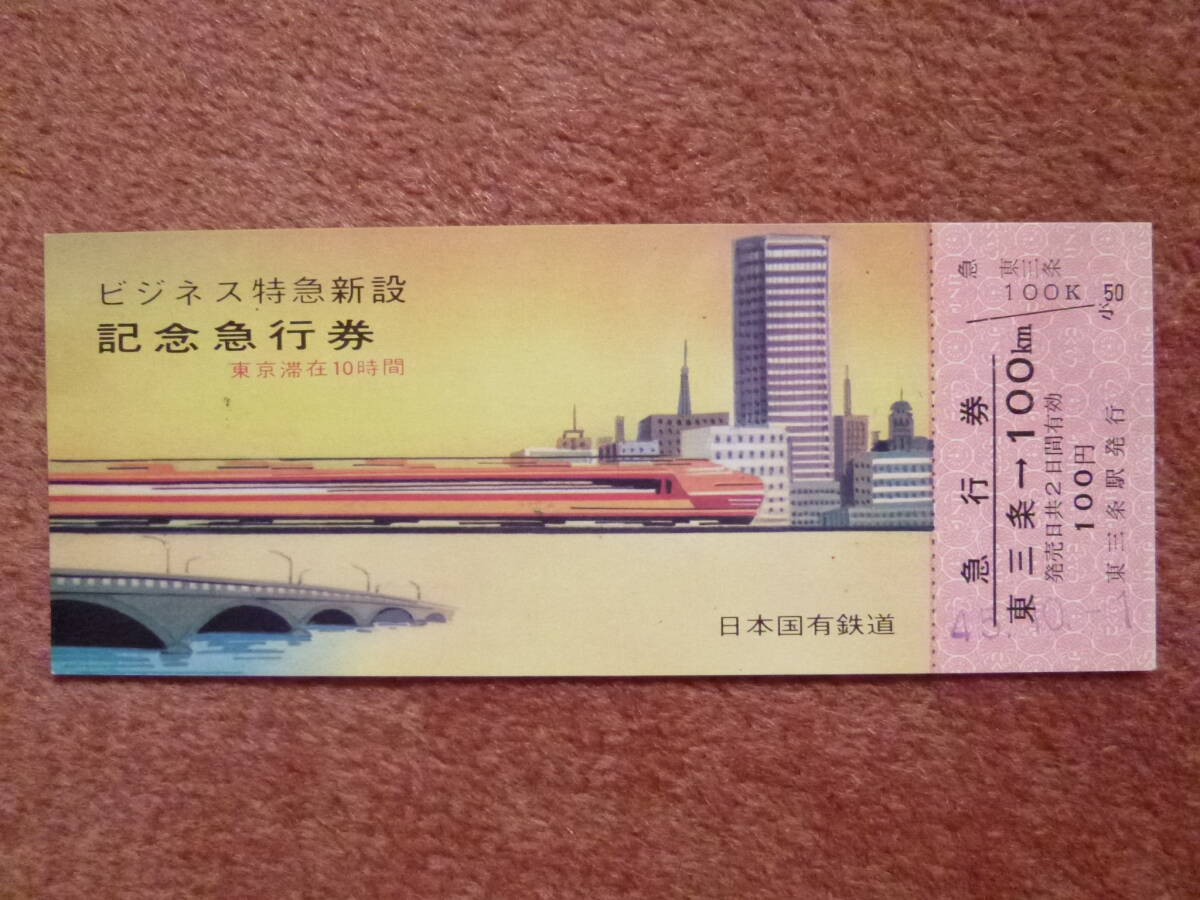 ビジネス特急新設
記念急行券
東京滞在10時間
日本国有鉄道
急 東三条
100K
小50
急行券
東三条→100km
発売日共2日間有効
100円
東三条駅発行